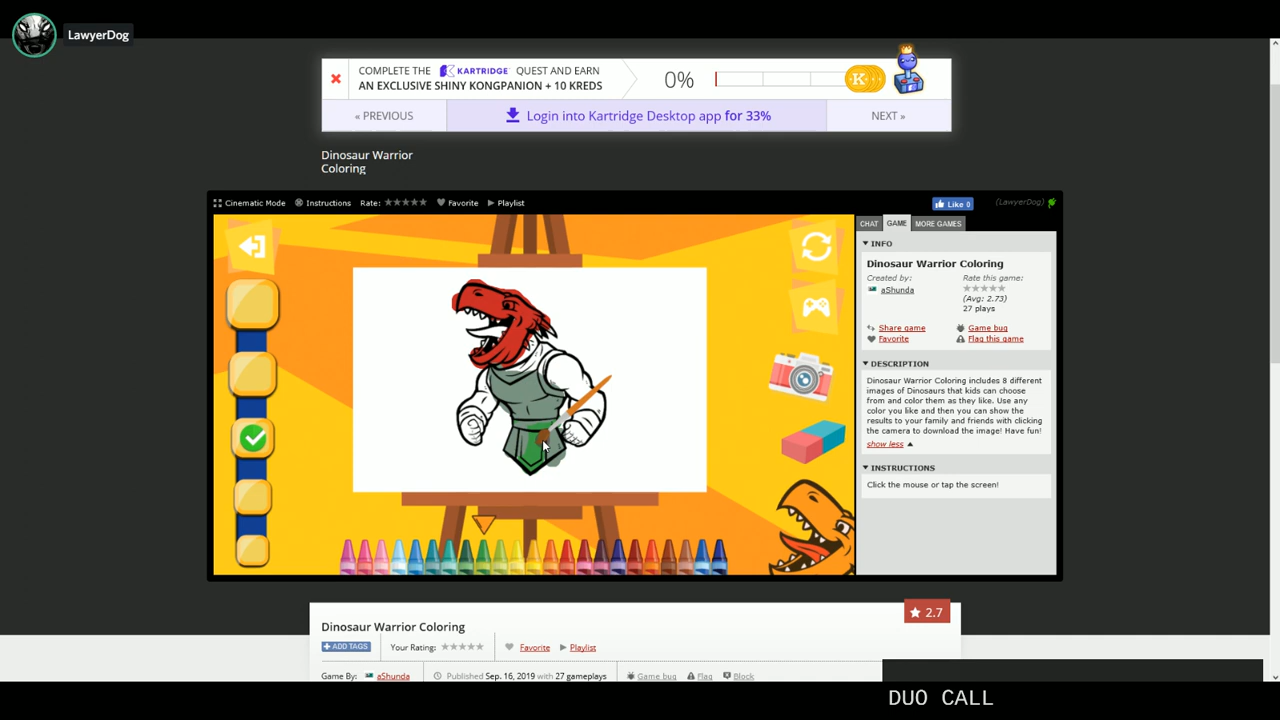 LawyerDog
COMPLETE THE KARTRIDGE QUEST AND EARN
AN EXCLUSIVE SHINY KONGPANION + 10 KREDS
0%
K
« PREVIOUS
Login into Kartridge Desktop app for 33%
NEXT »
Dinosaur Warrior
Coloring
Cinematic Mode
Instructions
Rate:
Favorite
Playlist
Like 0
(LawyerDog)
CHAT
GAME
MORE GAMES
INFO
Dinosaur Warrior Coloring
Created by:
aShunda
Rate this game:
(Avg: 2.73)
27 plays
Share game
Game bug
Favorite
Flag this game
DESCRIPTION
Dinosaur Warrior Coloring includes 8 different
images of Dinosaurs that kids can choose
from and color them as they like. Use any
color you like and then you can show the
results to your family and friends with clicking
the camera to download the image! Have fun!
show less
INSTRUCTIONS
Click the mouse or tap the screen!
2.7
Dinosaur Warrior Coloring
ADD TAGS
Your Rating:
Favorite
Playlist
Game By: aShunda
Published Sep. 16, 2019 with 27 gameplays
Game bug
Flag
Block
DUO CALL